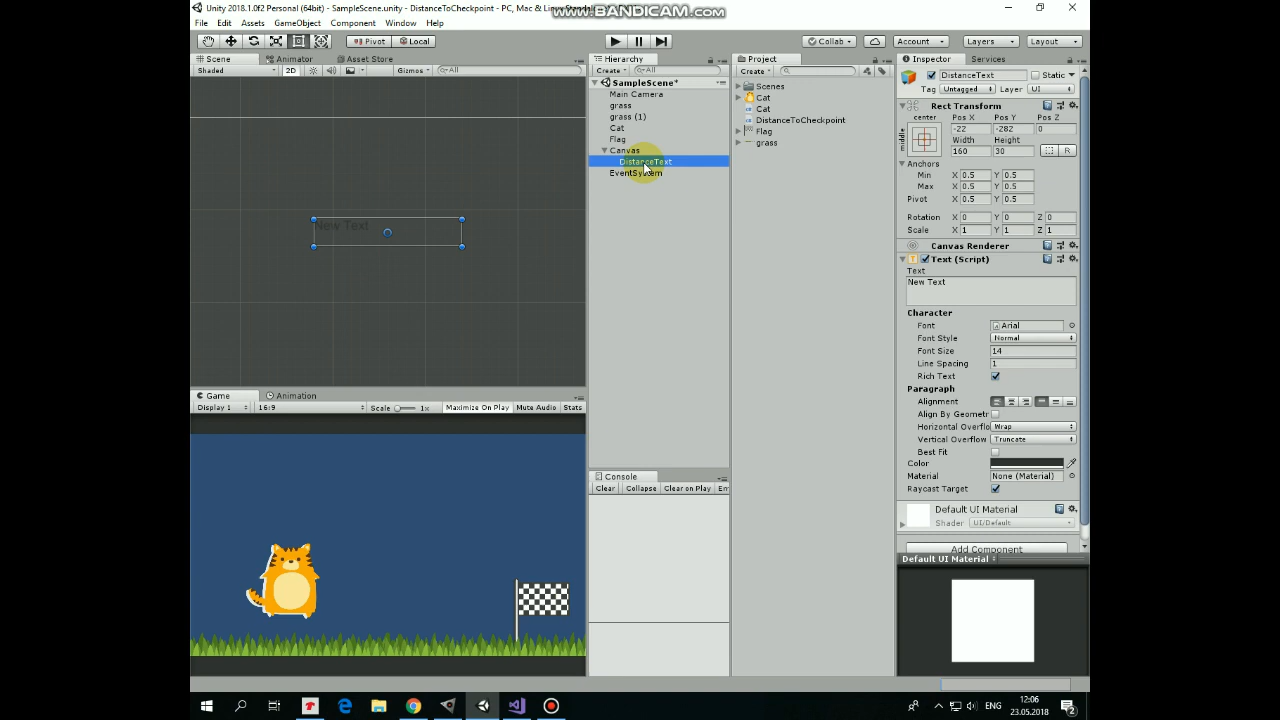 Unity 2018.1.0f2 Personal (64bit) - SampleScene.unity - DistanceToCheckpoint - PC, Mac & Linux Standalone
www.BANDICAM.com
File Edit Assets GameObject Component Window Help
Pivot Local Collab Account Layers Layout
Scene Animator Asset Store
Shaded 2D Gizmos All
Hierarchy
Create All
SampleScene*
Main Camera
grass
grass (1)
Cat
Flag
Canvas
DistanceText
EventSystem
Project
Create
Scenes
Cat
Cat
DistanceToCheckpoint
Flag
grass
New Text
Game Animation
Display 1 16:9 Scale 1x Maximize On Play Mute Audio Stats
Console
Clear Collapse Clear on Play
Inspector Services
DistanceText Static
Tag Untagged Layer UI
Rect Transform
center Pos X Pos Y Pos Z
middle -22 -282 0
Width Height
160 30 R
Anchors
Min X 0.5 Y 0.5
Max X 0.5 Y 0.5
Pivot X 0.5 Y 0.5
Rotation X 0 Y 0 Z 0
Scale X 1 Y 1 Z 1
Canvas Renderer
Text (Script)
Text
New Text
Character
Font Arial
Font Style Normal
Font Size 14
Line Spacing 1
Rich Text
Paragraph
Alignment
Align By Geometr
Horizontal Overflo Wrap
Vertical Overflow Truncate
Best Fit
Color
Material None (Material)
Raycast Target
Default UI Material
Shader UI/Default
Add Component
Default UI Material
ENG
12:06
23.05.2018
2